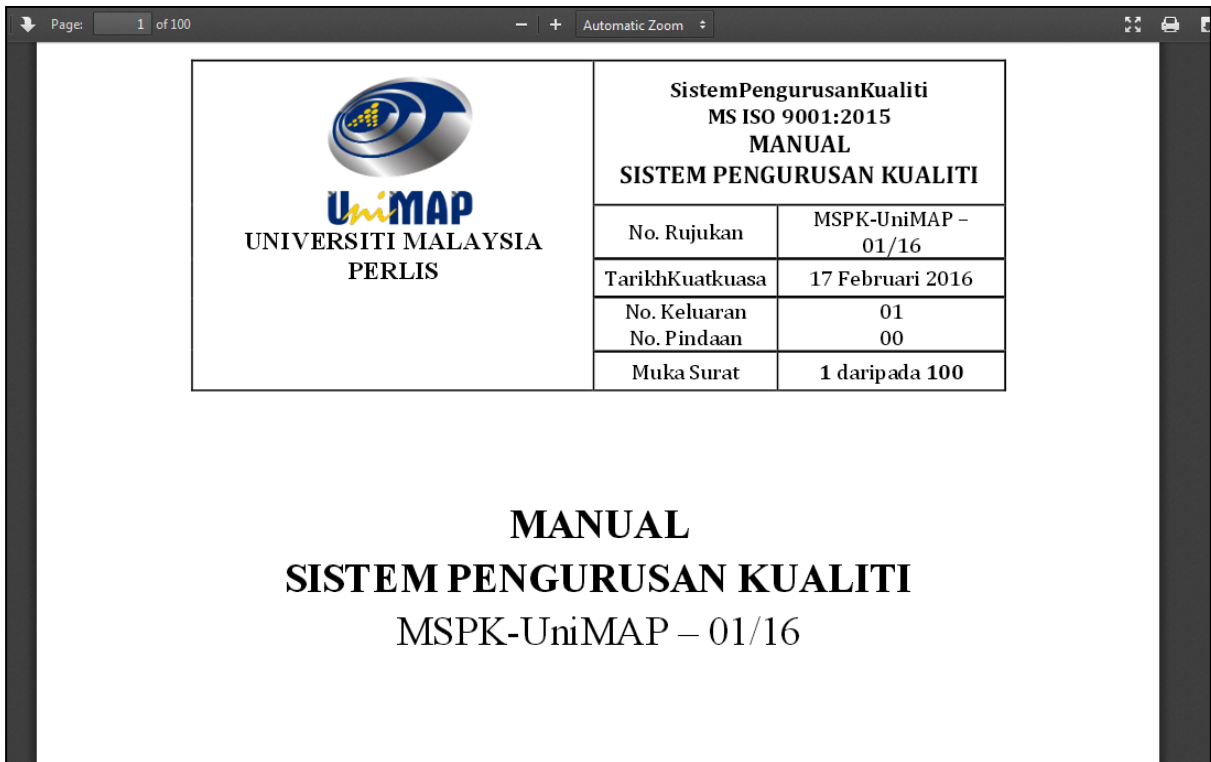 Page: 1 of 100
Automatic Zoom
UniMAP
UNIVERSITI MALAYSIA
PERLIS
SistemPengurusanKualiti
MS ISO 9001:2015
MANUAL
SISTEM PENGURUSAN KUALITI
No. Rujukan
MSPK-UniMAP –
01/16
TarikhKuatkuasa
17 Februari 2016
No. Keluaran
01
No. Pindaan
00
Muka Surat
1 daripada 100
MANUAL
SISTEM PENGURUSAN KUALITI
MSPK-UniMAP – 01/16